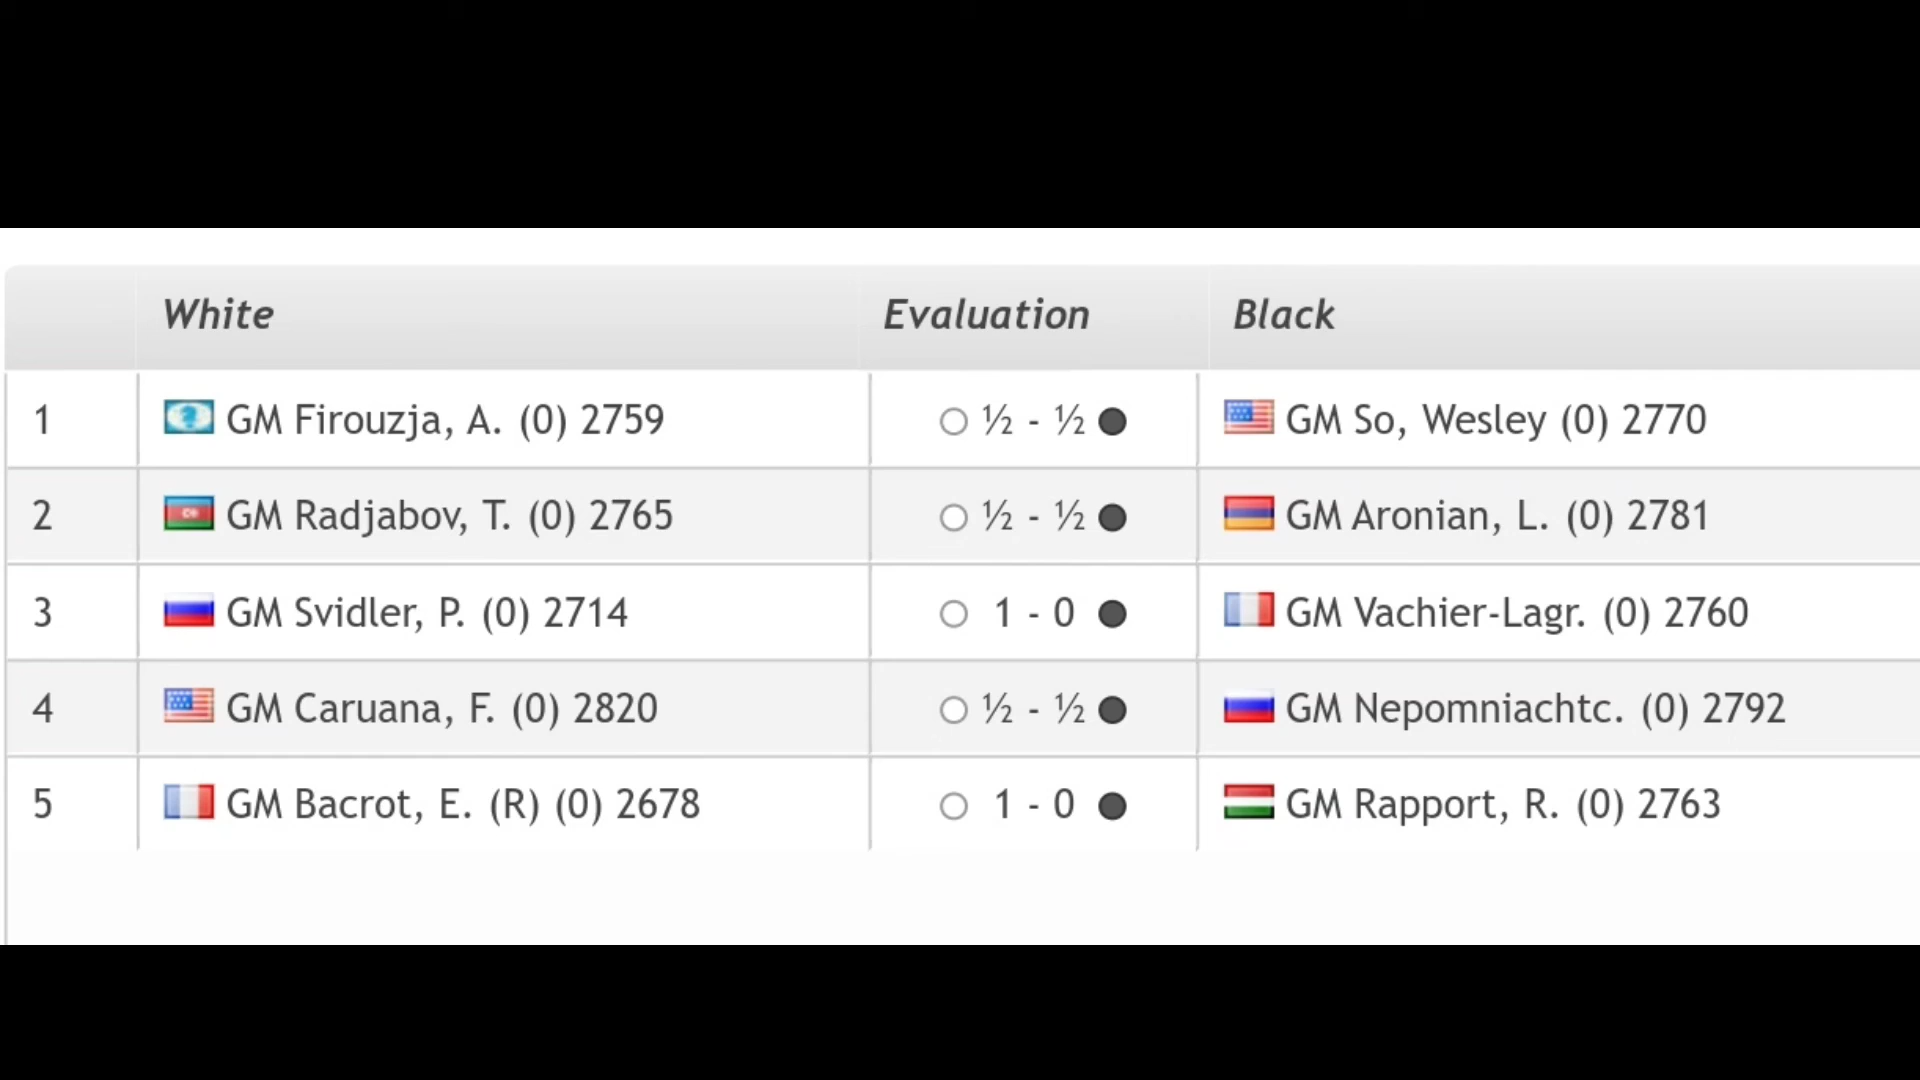 White Evaluation Black
1 GM Firouzja, A. (0) 2759 ½ - ½ GM So, Wesley (0) 2770
2 GM Radjabov, T. (0) 2765 ½ - ½ GM Aronian, L. (0) 2781
3 GM Svidler, P. (0) 2714 1 - 0 GM Vachier-Lagr. (0) 2760
4 GM Caruana, F. (0) 2820 ½ - ½ GM Nepomniachtc. (0) 2792
5 GM Bacrot, E. (R) (0) 2678 1 - 0 GM Rapport, R. (0) 2763